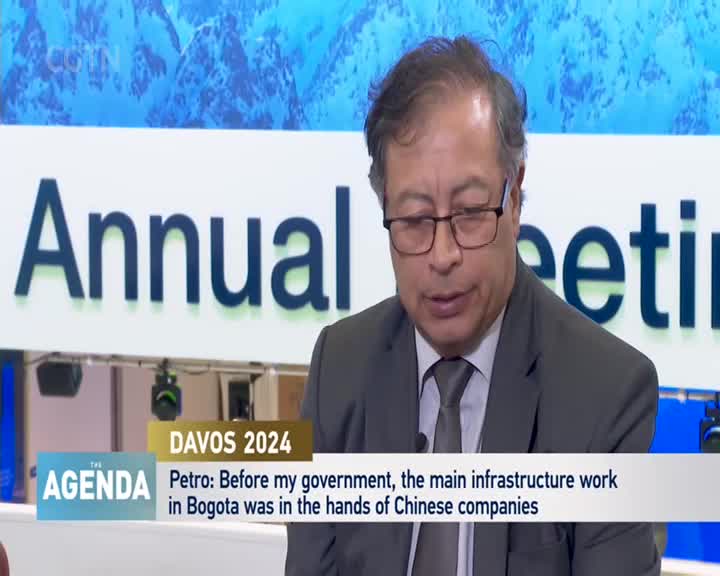 CGTN
Annual Meetin
DAVOS 2024
THE
AGENDA
Petro: Before my government, the main infrastructure work
in Bogota was in the hands of Chinese companies